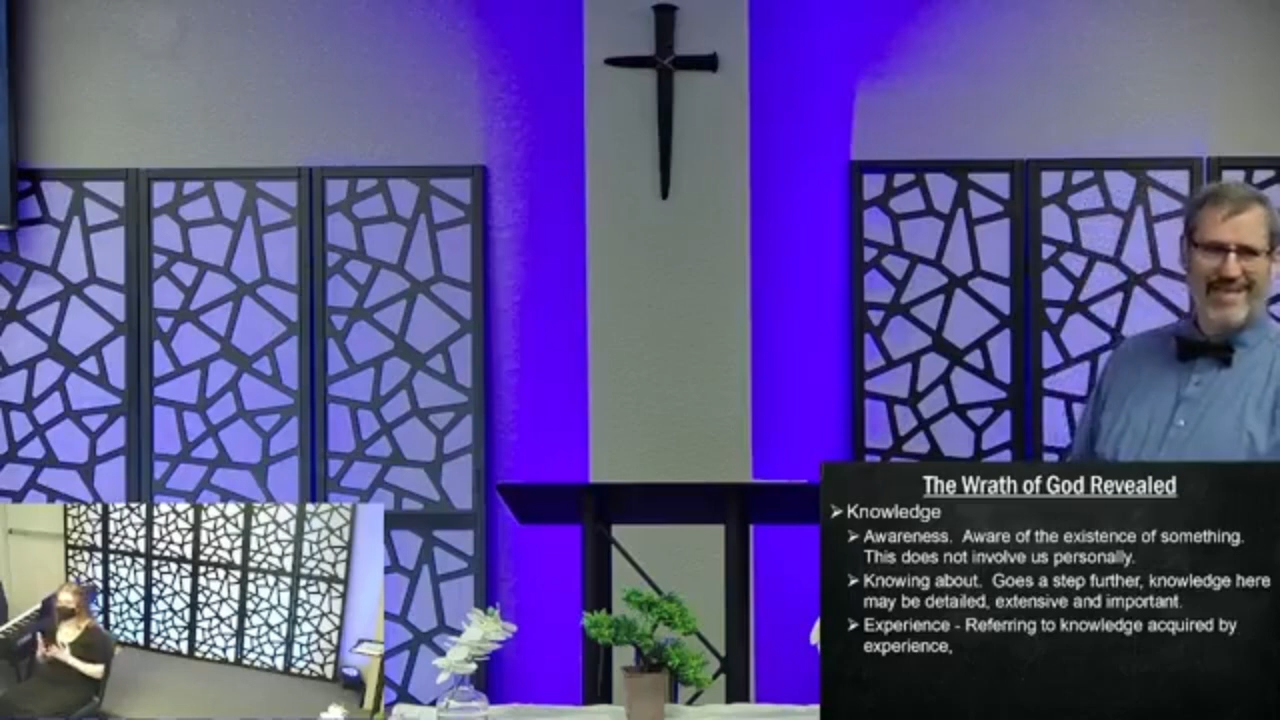 The Wrath of God Revealed
➢ Knowledge
➢ Awareness. Aware of the existence of something.
This does not involve us personally.
➢ Knowing about. Goes a step further, knowledge here
may be detailed, extensive and important.
➢ Experience - Referring to knowledge acquired by
experience,